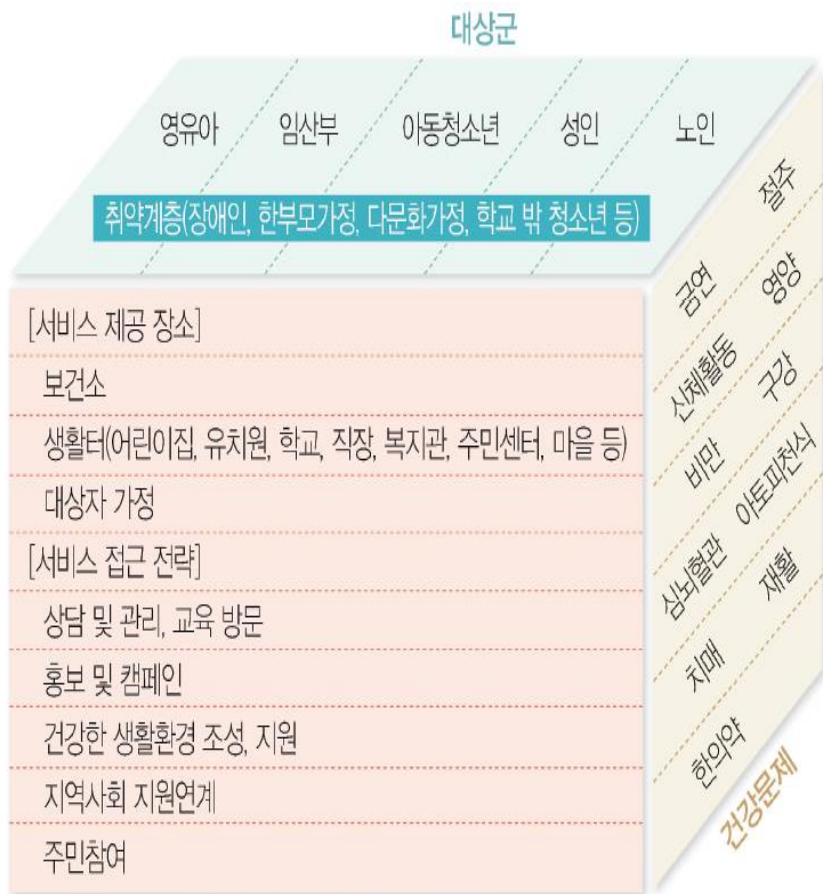 대상군
영유아 임산부 아동청소년 성인 노인
취약계층(장애인, 한부모가정, 다문화가정, 학교 밖 청소년 등)
[서비스 제공 장소]
보건소
생활터(어린이집, 유치원, 학교, 직장, 복지관, 주민센터, 마을 등)
대상자 가정
[서비스 접근 전략]
상담 및 관리, 교육 방문
홍보 및 캠페인
건강한 생활환경 조성, 지원
지역사회 지원연계
주민참여
금연 절주
신체활동 영양
비만 구강
심뇌혈관 아토피천식
치매 재활
한의약
건강문제